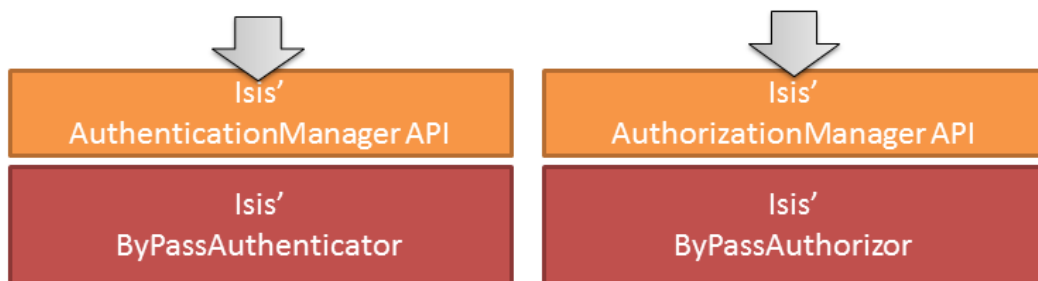 Isis’
AuthenticationManager API
Isis’
AuthorizationManager API
Isis’
ByPassAuthenticator
Isis’
ByPassAuthorizor